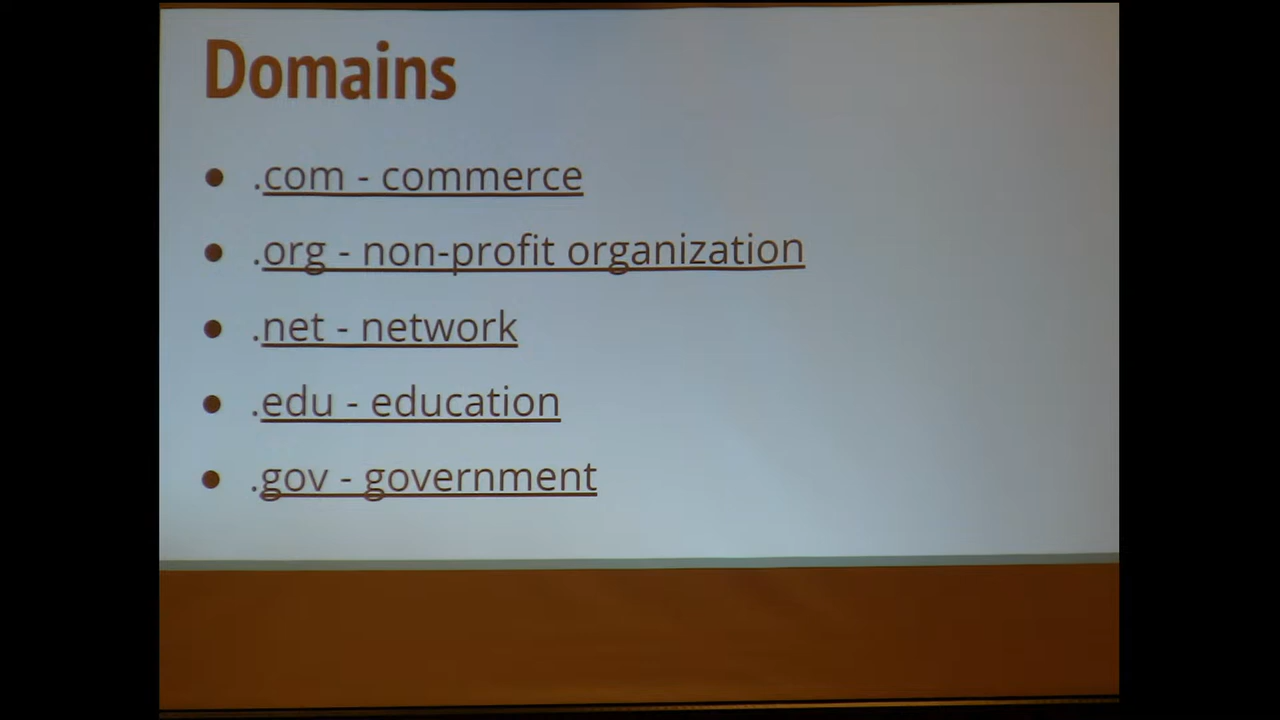 Domains
● .com - commerce
● .org - non-profit organization
● .net - network
● .edu - education
● .gov - government